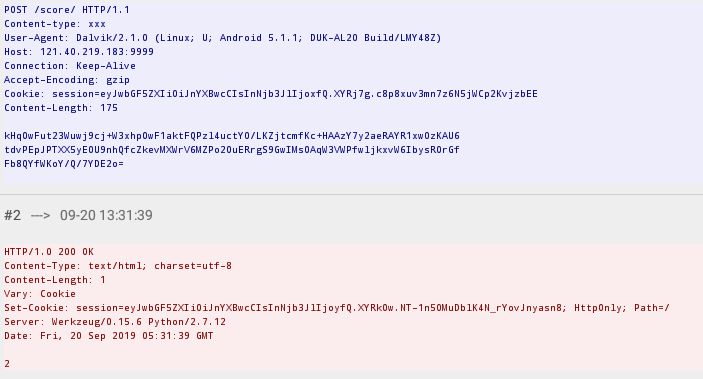 POST /score/ HTTP/1.1
Content-type: xxx
User-Agent: Dalvik/2.1.0 (Linux; U; Android 5.1.1; DUK-AL20 Build/LMY48Z)
Host: 121.40.219.183:9999
Connection: Keep-Alive
Accept-Encoding: gzip
Cookie: session=eyJwbGF5ZXIiOiJnYXBwcCIsInNjb3JlIjoxfQ.XYRj7g.c8p8xuv3mn7z6N5jWCp2KvjzbEE
Content-Length: 175
kHqOwFut23Wuwj9cj+W3xhpOwF1aktFQPzl4uctYO/LKZjtcmfKc+HAAzY7y2aeRAYR1xwOzKAU6
tdvPEpJPTXX5yEOU9nhQfcZkevMXWrV6MZPo2OuERrgS9GwIMsOAqW3VWPfwljkxvW6IbysROrGf
Fb8QYfWKoY/Q/7YDE2o=
#2 ---> 09-20 13:31:39
HTTP/1.0 200 OK
Content-Type: text/html; charset=utf-8
Content-Length: 1
Vary: Cookie
Set-Cookie: session=eyJwbGF5ZXIiOiJnYXBwcCIsInNjb3JlIjoyfQ.XYRkOw.NT-1n5OMuDblK4N_rYovJnyasn8; HttpOnly; Path=/
Server: Werkzeug/0.15.6 Python/2.7.12
Date: Fri, 20 Sep 2019 05:31:39 GMT
2